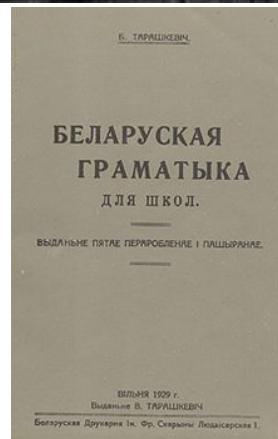 Б. ТАРАШКЕВІЧ.
БЕЛАРУСКАЯ
ГРАМАТЫКА
ДЛЯ ШКОЛ.
ВЫДАНЬНЕ ПЯТАЕ ПЕРАРОБЛЕНАЕ І ПАШЫРАНАЕ.
ВІЛЬНЯ 1929 г.
Выданьне В. ТАРАШКЕВІЧ
Беларуская Друкарня Ім. Фр. Скарыны Людвісарская 1.